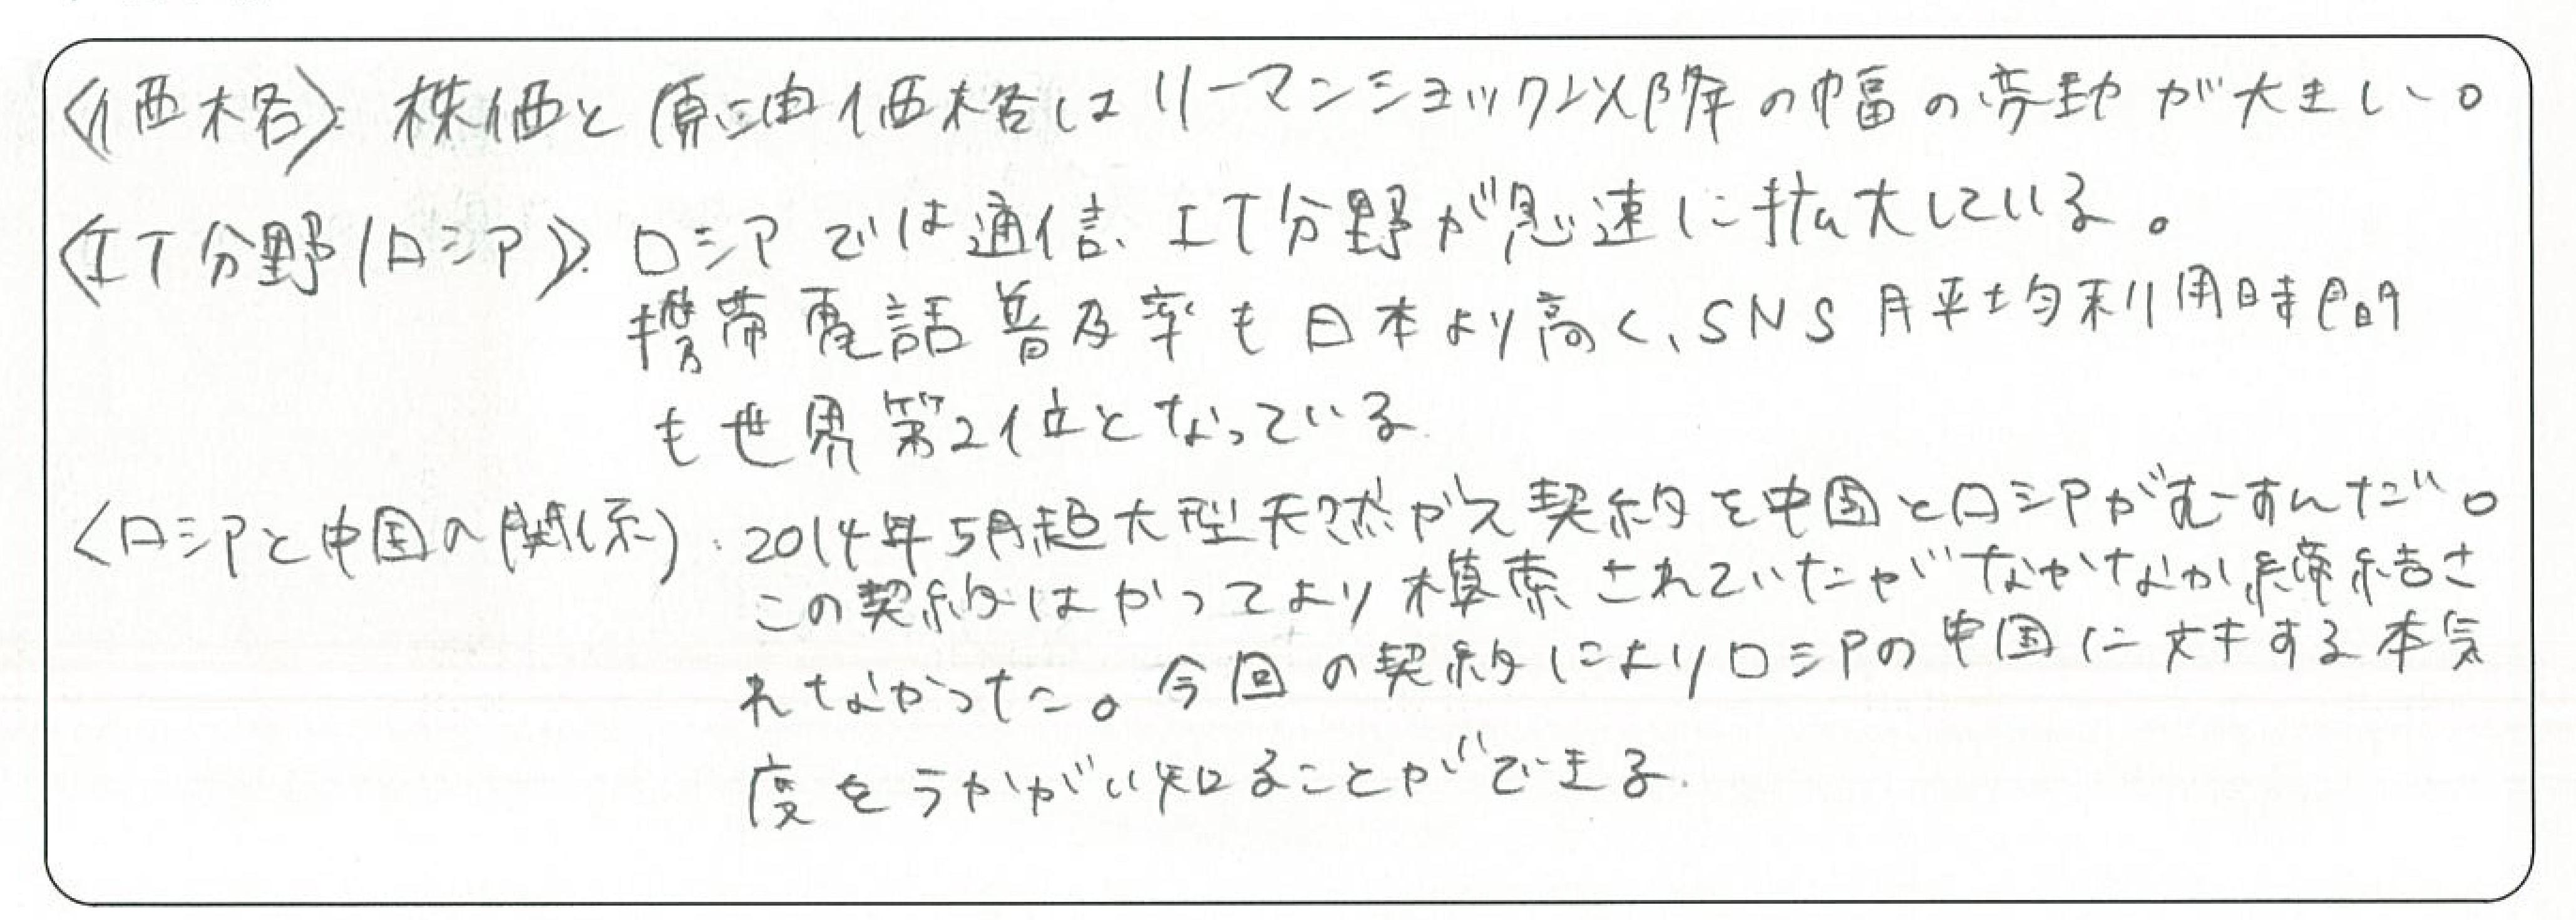 〈価格〉: 株価と原油価格はリーマンショック以降の幅の変動が大きい。
〈IT分野/ロシア〉. ロシアでは通信、IT分野が急速に拡大している。
携帯電話普及率も日本より高く、SNS月平均利用時間
も世界第2位となっている.
〈ロシアと中国の関係〉. 2014年5月超大型天然ガス契約を中国とロシアがむすんだ。
この契約はかってより模索されていたがなかなか締結さ
れなかった。今回の契約によりロシアの中国に対する本気
度をうかがい知ることができる.